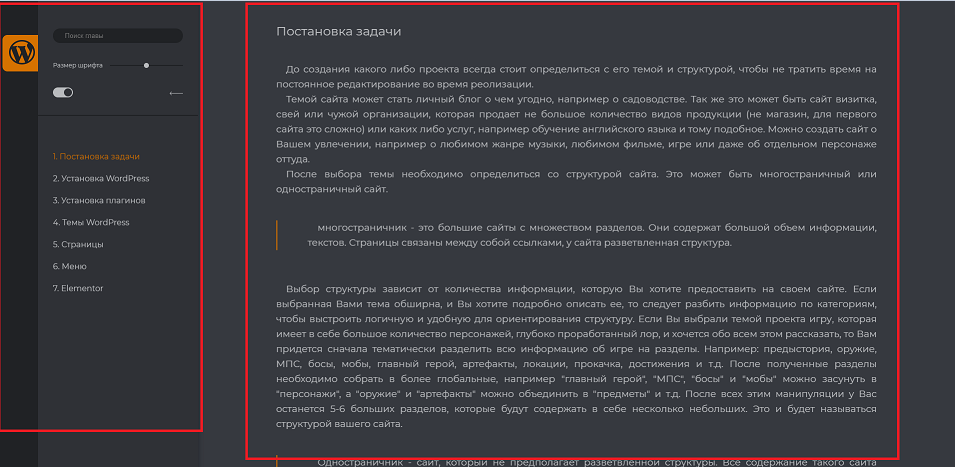 Поиск главы
Размер шрифта
1. Постановка задачи
2. Установка WordPress
3. Установка плагинов
4. Темы WordPress
5. Страницы
6. Меню
7. Elementor
Постановка задачи
До создания какого либо проекта всегда стоит определиться с его темой и структурой, чтобы не тратить время на
постоянное редактирование во время реолизации.
Темой сайта может стать личный блог о чем угодно, например о садоводстве. Так же это может быть сайт визитка,
свей или чужой организации, которая продает не большое количество видов продукции (не магазин, для первого
сайта это сложно) или каких либо услуг, например обучение английского языка и тому подобное. Можно создать сайт о
Вашем увлечении, например о любимом жанре музыки, любимом фильме, игре или даже об отдельном персонаже
оттуда.
После выбора темы необходимо определиться со структурой сайта. Это может быть многостраничный или
одностраничный сайт.
многостраничник - это большие сайты с множеством разделов. Они содержат большой объем информации,
текстов. Страницы связаны между собой ссылками, у сайта разветвленная структура.
Выбор структуры зависит от количества информации, которую Вы хотите предоставить на своем сайте. Если
выбранная Вами тема обширна, и Вы хотите подробно описать ее, то следует разбить информацию по категориям,
чтобы выстроить логичную и удобную для ориентирования структуру. Если Вы выбрали темой проекта игру, которая
имеет в себе большое количество персонажей, глубоко проработанный лор, и хочется обо всем этом рассказать, то Вам
придется сначала тематически разделить всю информацию об игре на разделы. Например: предыстория, оружие,
МПС, босы, мобы, главный герой, артефакты, локации, прокачка, достижения и т.д. После полученные разделы
необходимо собрать в более глобальные, например "главный герой", "МПС", "босы" и "мобы" можно засунуть в
"персонажи", а "оружие" и "артефакты" можно объединить в "предметы" и т.д. После всех этим манипуляции у Вас
останется 5-6 больших разделов, которые будут содержать в себе несколько небольших. Это и будет называться
структурой вашего сайта.
Одностраничник - сайт, который не предполагает разветвленной структуры. Все содержание такого сайта